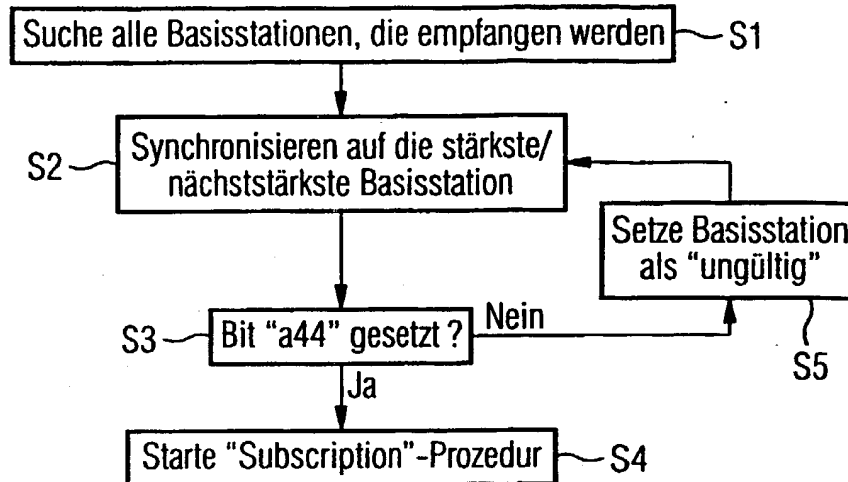 Suche alle Basisstationen, die empfangen werden
S1
S2
Synchronisieren auf die stärkste/
nächststärkste Basisstation
Setze Basisstation
als "ungültig"
S5
S3
Bit "a44" gesetzt ?
Nein
Ja
Starte "Subscription"-Prozedur
S4